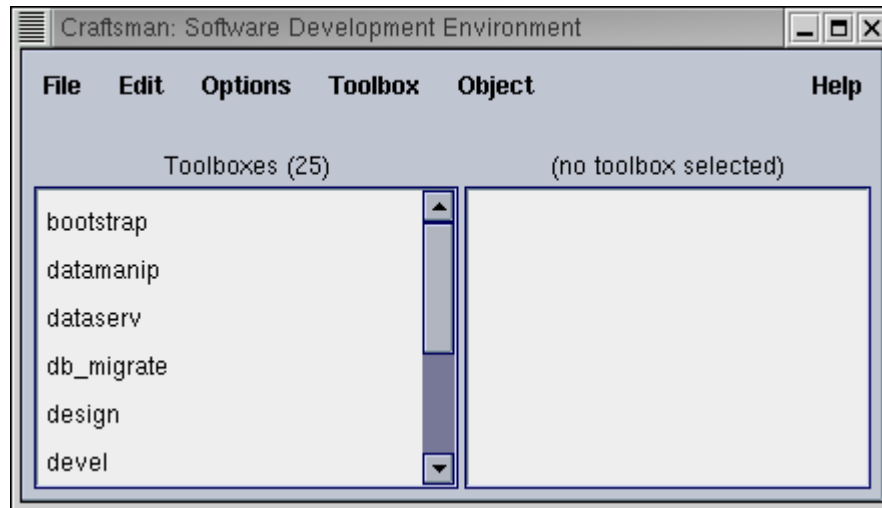 Craftsman: Software Development Environment
File Edit Options Toolbox Object Help
Toolboxes (25) (no toolbox selected)
bootstrap
datamanip
dataserv
db_migrate
design
devel